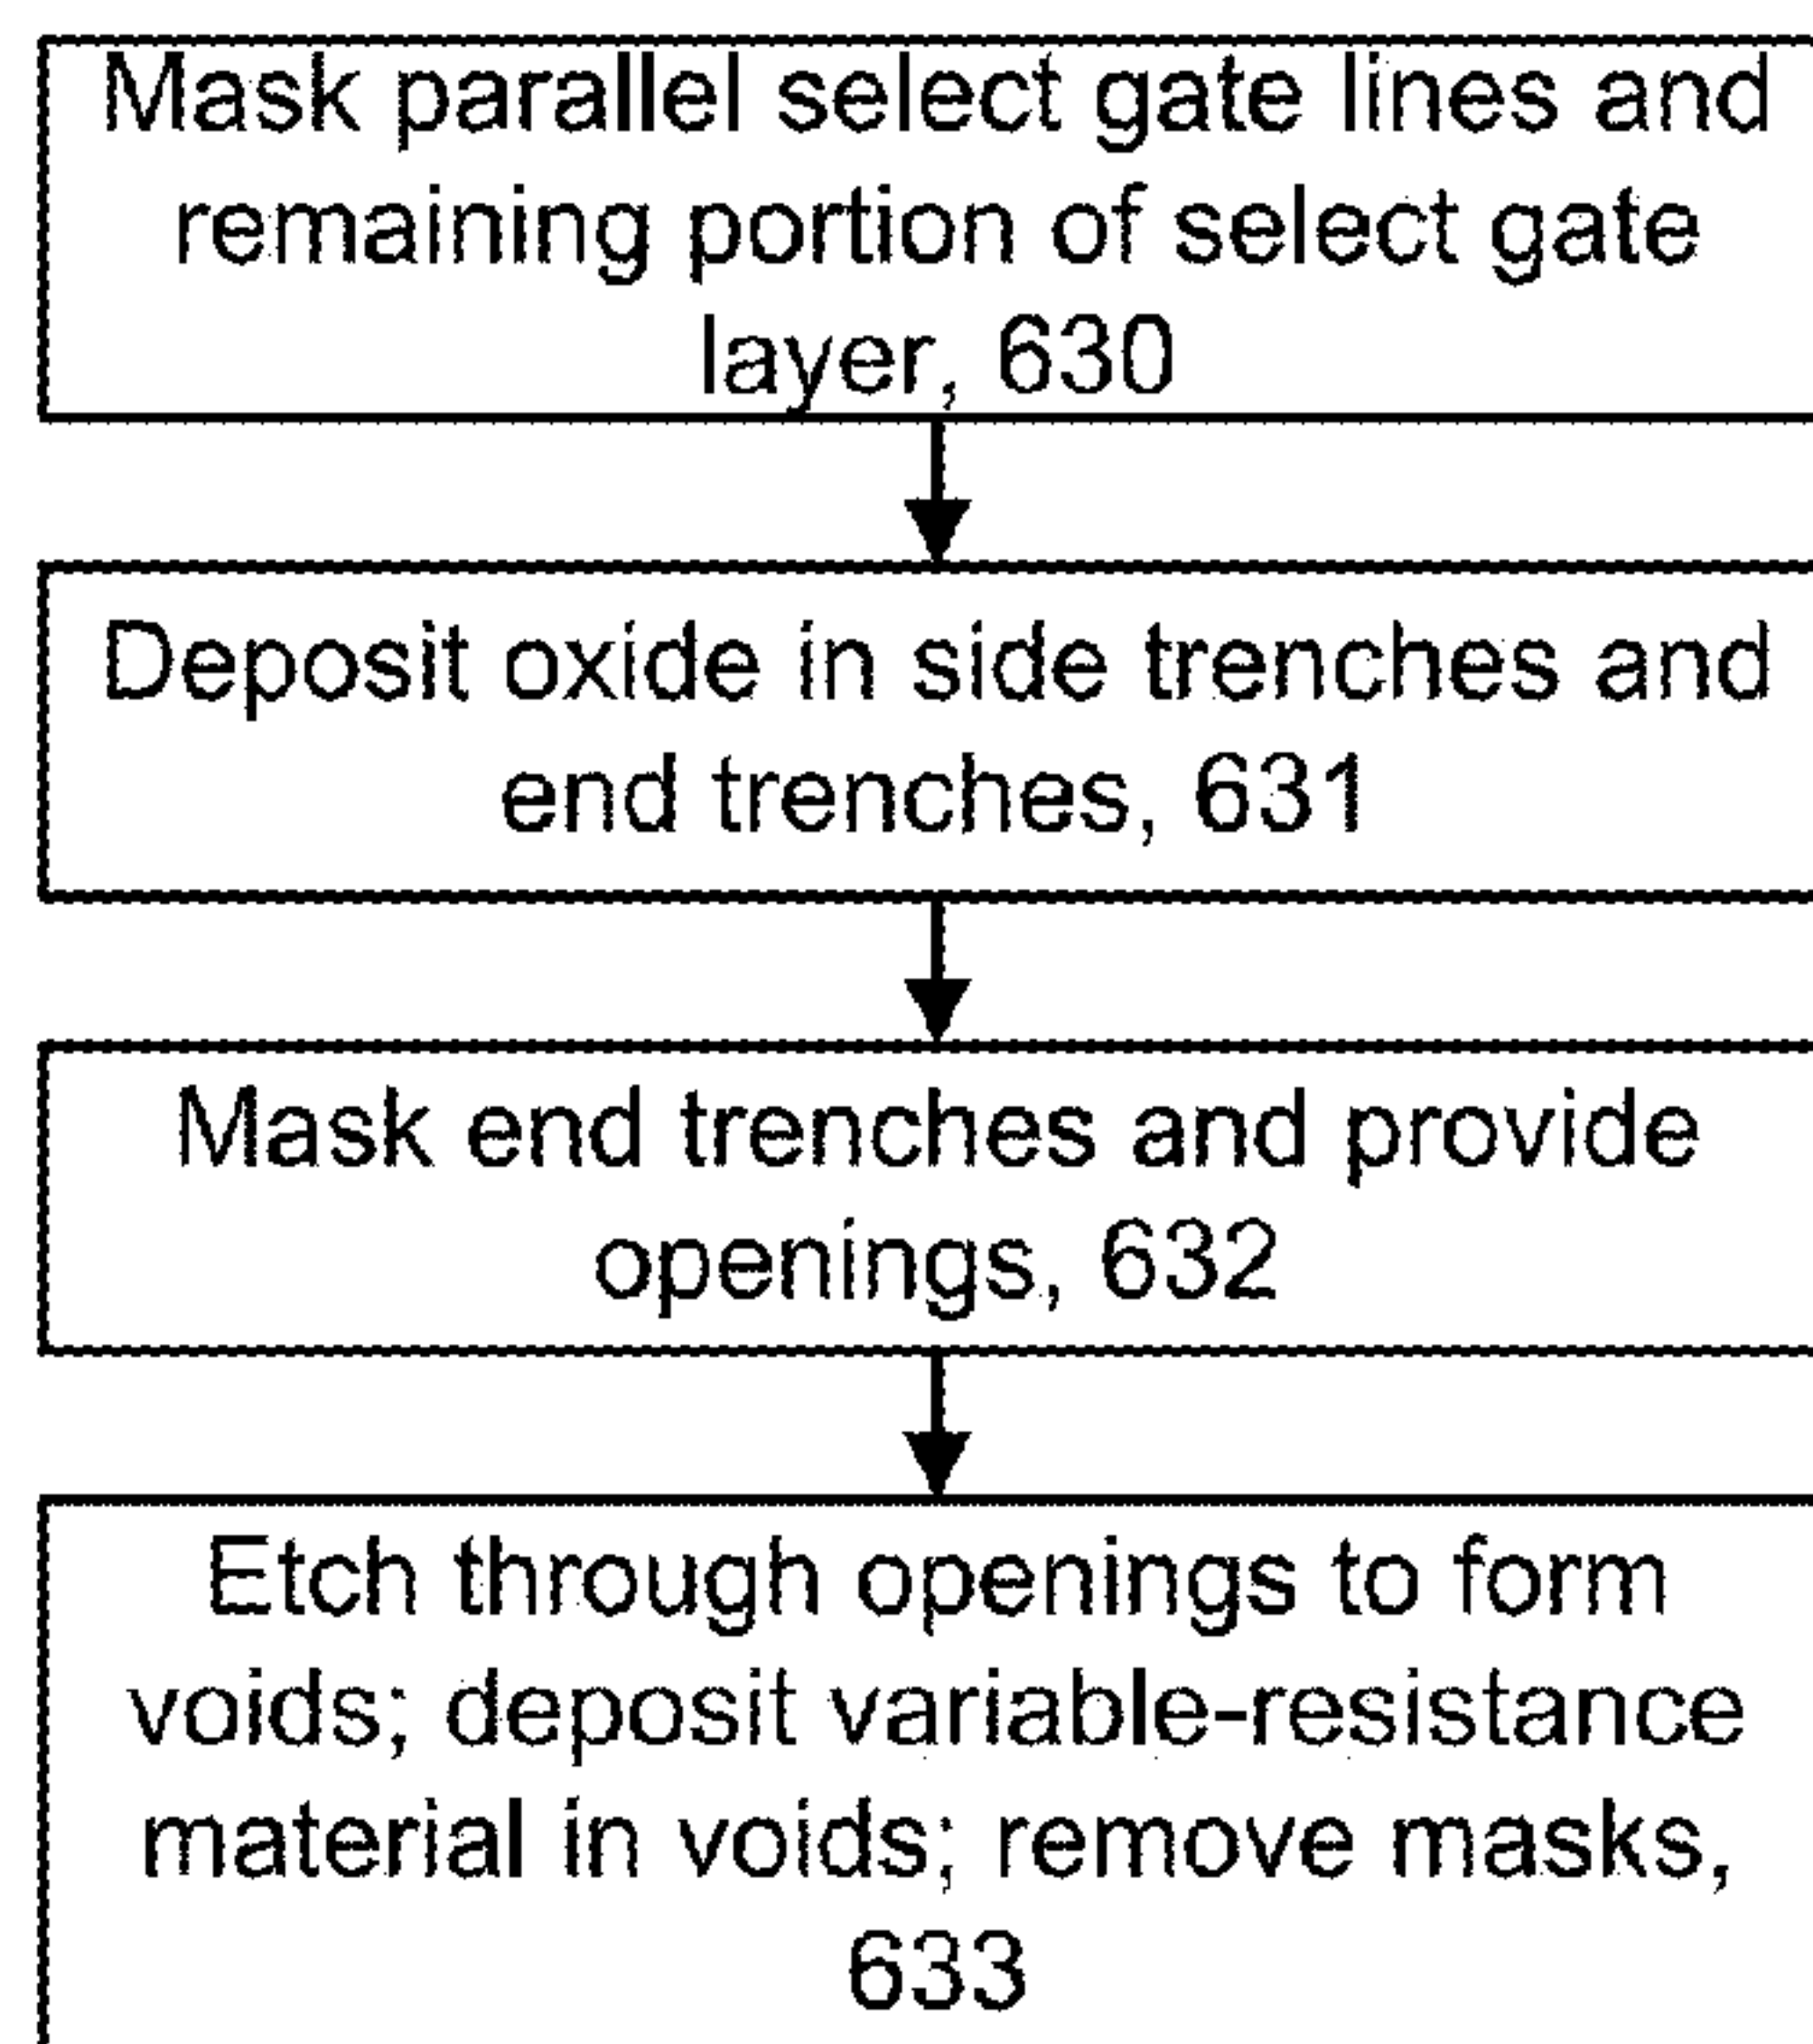 Mask parallel select gate lines and
remaining portion of select gate
layer, 630
Deposit oxide in side trenches and
end trenches, 631
Mask end trenches and provide
openings, 632
Etch through openings to form
voids; deposit variable-resistance
material in voids; remove masks,
633